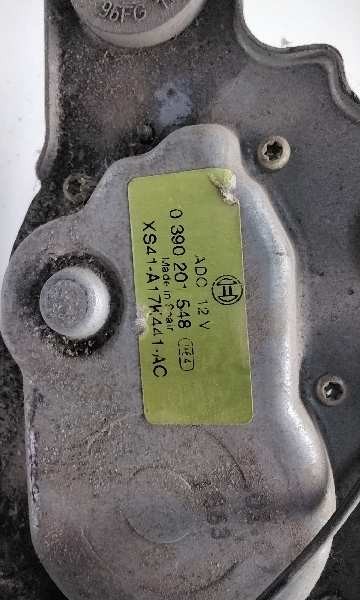 96FG
ADC 12 V
0 390 201 548
Made in Spain
XS41-A17K441-AC